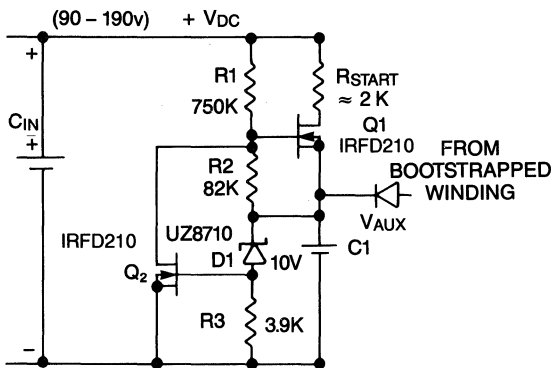 (90 – 190v)
+ VDC
+
R1
750K
RSTART
≈ 2 K
CIN
+
Q1
IRFD210
FROM
BOOTSTRAPPED
WINDING
R2
82K
VAUX
IRFD210
UZ8710
D1
10V
C1
Q2
R3
3.9K
–